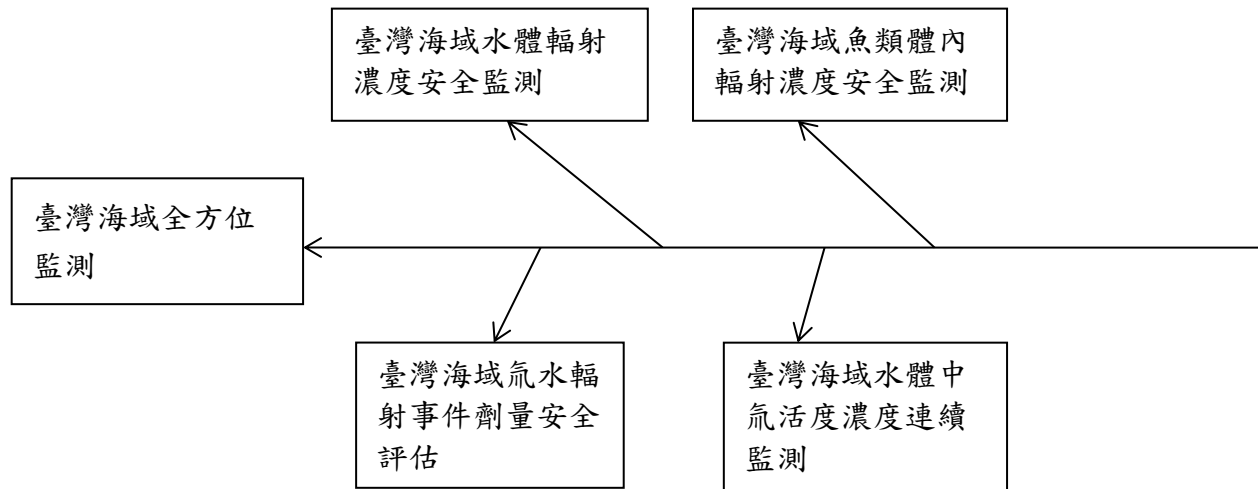 臺灣海域水體輻射
濃度安全監測
臺灣海域魚類體內
輻射濃度安全監測
臺灣海域全方位
監測
臺灣海域氚水輻
射事件劑量安全
評估
臺灣海域水體中
氚活度濃度連續
監測